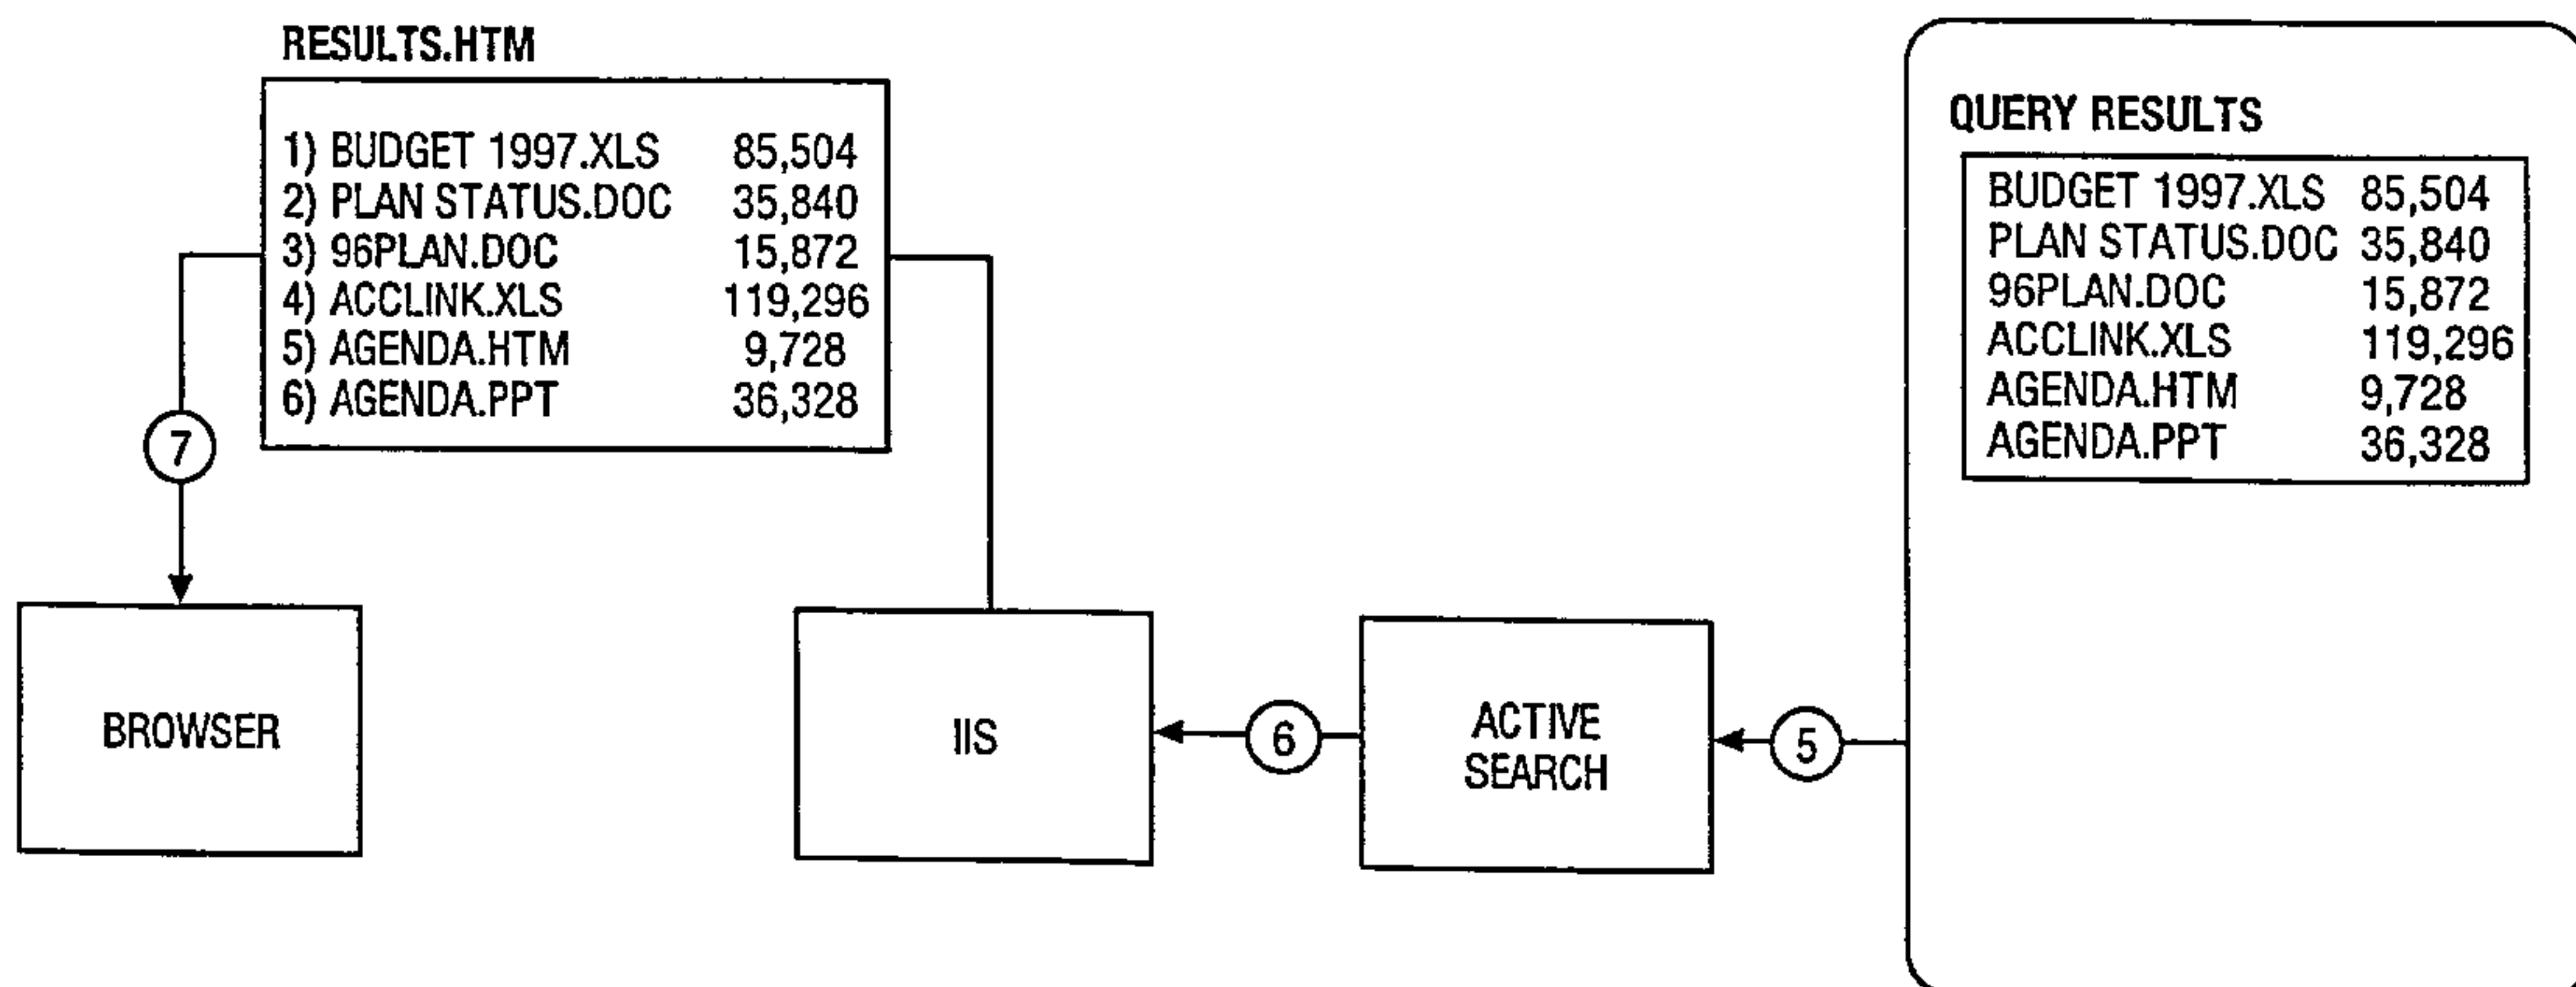 RESULTS.HTM
1) BUDGET 1997.XLS 85,504
2) PLAN STATUS.DOC 35,840
3) 96PLAN.DOC 15,872
4) ACCLINK.XLS 119,296
5) AGENDA.HTM 9,728
6) AGENDA.PPT 36,328
QUERY RESULTS
BUDGET 1997.XLS 85,504
PLAN STATUS.DOC 35,840
96PLAN.DOC 15,872
ACCLINK.XLS 119,296
AGENDA.HTM 9,728
AGENDA.PPT 36,328
7
BROWSER
IIS
6
ACTIVE
SEARCH
5